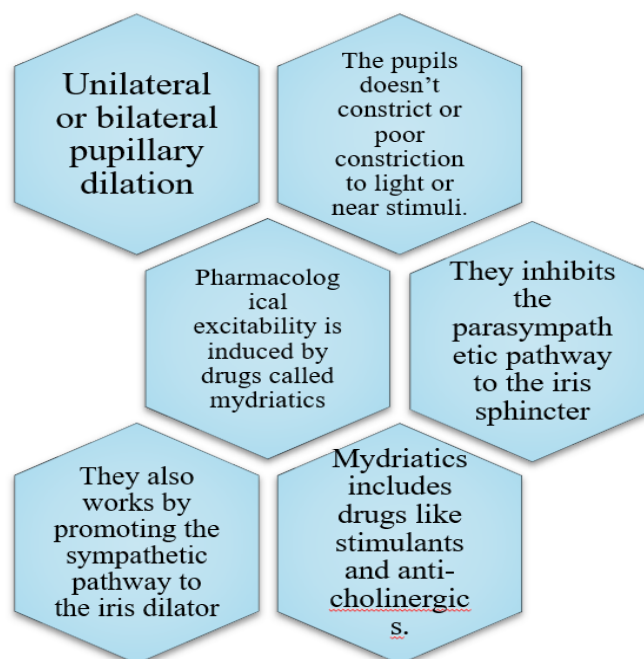 Unilateral
or bilateral
pupillary
dilation
The pupils
doesn’t
constrict or
poor
constriction
to light or
near stimuli.
Pharmacolog
ical
excitability is
induced by
drugs called
mydriatics
They inhibits
the
parasympath
etic pathway
to the iris
sphincter
They also
works by
promoting the
sympathetic
pathway to
the iris dilator
Mydriatics
includes
drugs like
stimulants
and anti-
cholinergic
s.